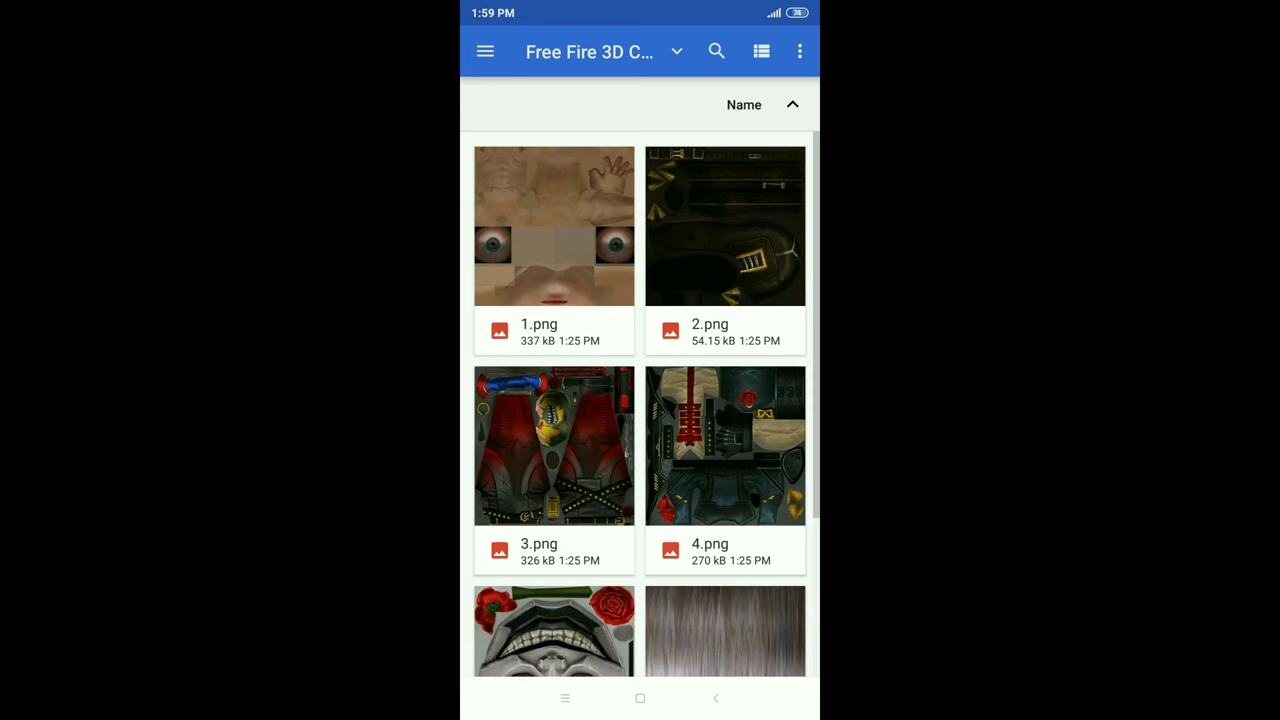 1:59 PM
74
Free Fire 3D C...
Name
1.png
337 kB 1:25 PM
2.png
54.15 kB 1:25 PM
3.png
326 kB 1:25 PM
4.png
270 kB 1:25 PM